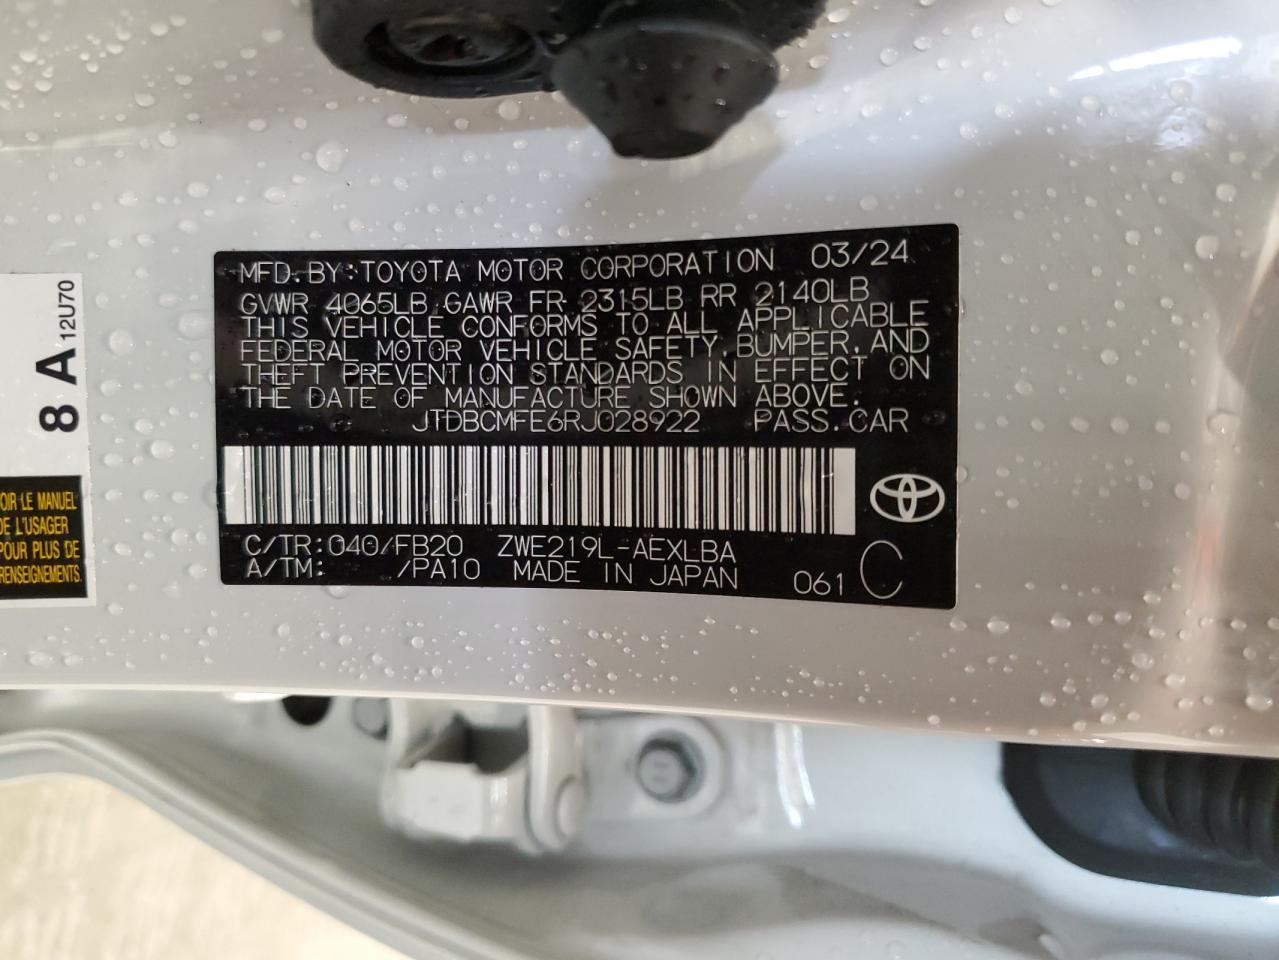 MFD. BY:TOYOTA MOTOR CORPORATION 03/24
GVWR 4065LB GAWR FR 2315LB RR 2140LB
THIS VEHICLE CONFORMS TO ALL APPLICABLE
FEDERAL MOTOR VEHICLE SAFETY, BUMPER, AND
THEFT PREVENTION STANDARDS IN EFFECT ON
THE DATE OF MANUFACTURE SHOWN ABOVE.
JTDBCMFE6RJ028922 PASS.CAR
C/TR:040/FB20 ZWE219L-AEXLBA
A/TM: /PA10 MADE IN JAPAN 061 C
8 A 12U70
LE MANUEL
L'USAGER
POUR PLUS DE
RENSEIGNEMENTS.